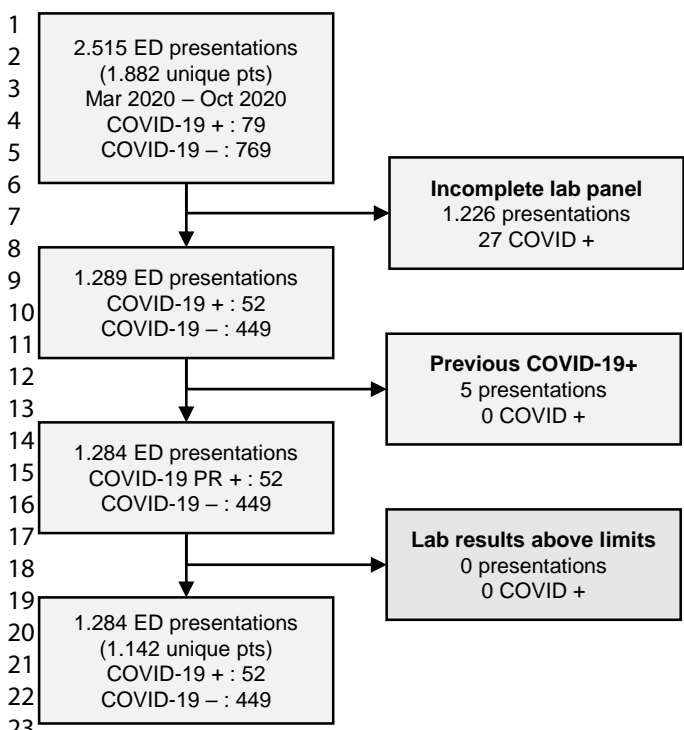 1
2
3
4
5
6
7
8
9
10
11
12
13
14
15
16
17
18
19
20
21
22
23
2.515 ED presentations
(1.882 unique pts)
Mar 2020 – Oct 2020
COVID-19 + : 79
COVID-19 – : 769
Incomplete lab panel
1.226 presentations
27 COVID +
1.289 ED presentations
COVID-19 + : 52
COVID-19 – : 449
Previous COVID-19+
5 presentations
0 COVID +
1.284 ED presentations
COVID-19 PR + : 52
COVID-19 – : 449
Lab results above limits
0 presentations
0 COVID +
1.284 ED presentations
(1.142 unique pts)
COVID-19 + : 52
COVID-19 – : 449